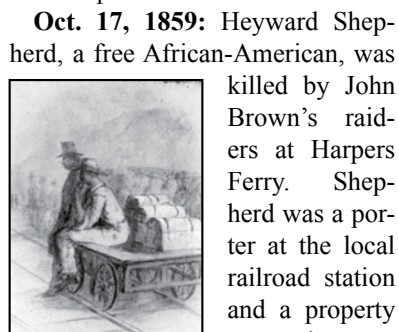 Oct. 17, 1859: Heyward Shep-
herd, a free African-American, was
killed by John
Brown's raid-
ers at Harpers
Ferry. Shep-
herd was a por-
ter at the local
railroad station
and a property